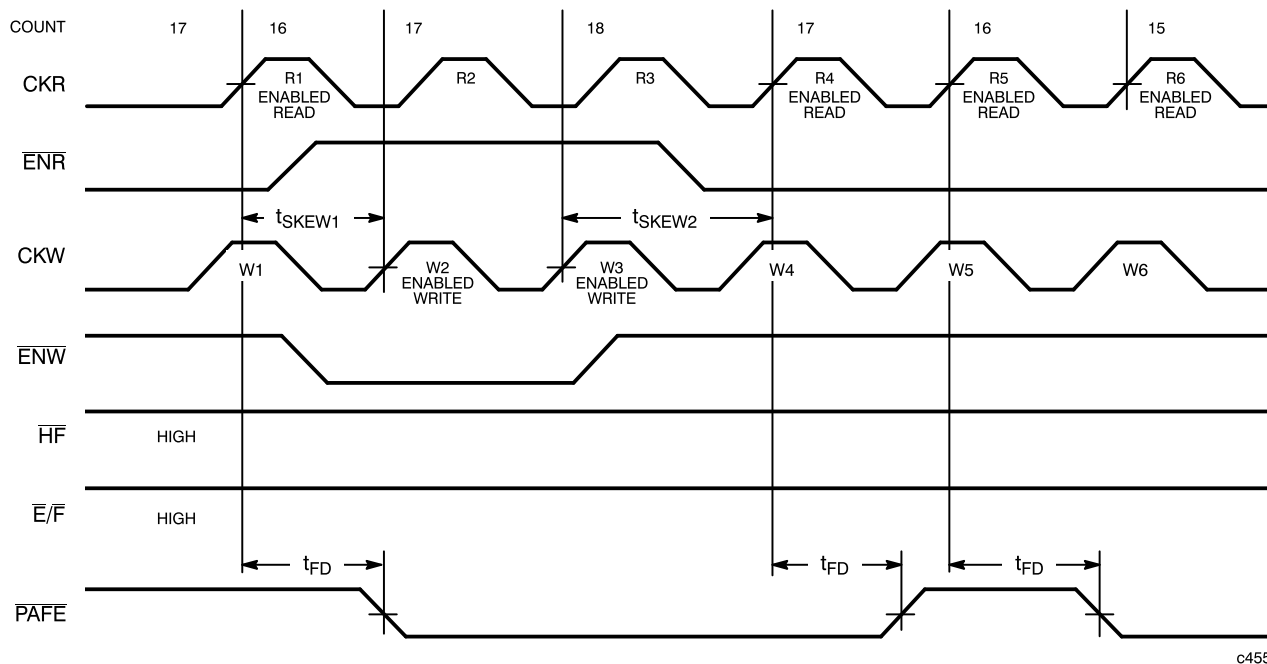 COUNT 17 16 17 18 17 16 15
CKR R1 R2 R3 R4 R5 R6
ENABLED ENABLED ENABLED ENABLED
READ READ READ READ
ENR
tSKEW1 tSKEW2
CKW W1 W2 W3 W4 W5 W6
ENABLED ENABLED
WRITE WRITE
ENW
HF HIGH
E/F HIGH
tFD tFD tFD
PAFE
c455